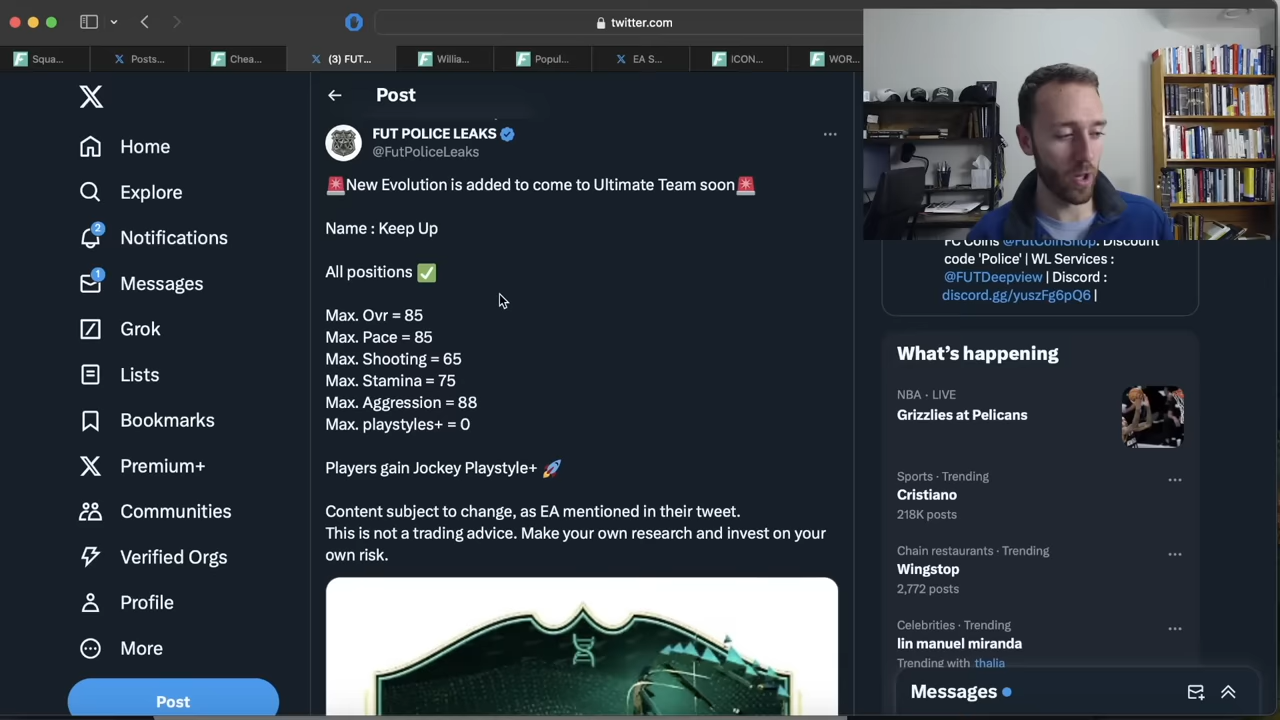 twitter.com
Squa...
Posts...
Chea...
(3) FUT...
Willia...
Popul...
EA S...
ICON...
WOR...
Post
Home
Explore
2
Notifications
1
Messages
Grok
Lists
Bookmarks
Premium+
Communities
Verified Orgs
Profile
More
Post
FUT POLICE LEAKS
@FutPoliceLeaks
🚨New Evolution is added to come to Ultimate Team soon🚨
Name : Keep Up
All positions ✅
Max. Ovr = 85
Max. Pace = 85
Max. Shooting = 65
Max. Stamina = 75
Max. Aggression = 88
Max. playstyles+ = 0
Players gain Jockey Playstyle+ 🚀
Content subject to change, as EA mentioned in their tweet.
This is not a trading advice. Make your own research and invest on your
own risk.
FC Coins @FutCoinShop. Discount
code 'Police' | WL Services :
@FUTDeepview | Discord :
discord.gg/yuszFg6pQ6 |
What's happening
NBA · LIVE
Grizzlies at Pelicans
Sports · Trending
Cristiano
218K posts
Chain restaurants · Trending
Wingstop
2,772 posts
Celebrities · Trending
lin manuel miranda
Trending with thalia
Messages